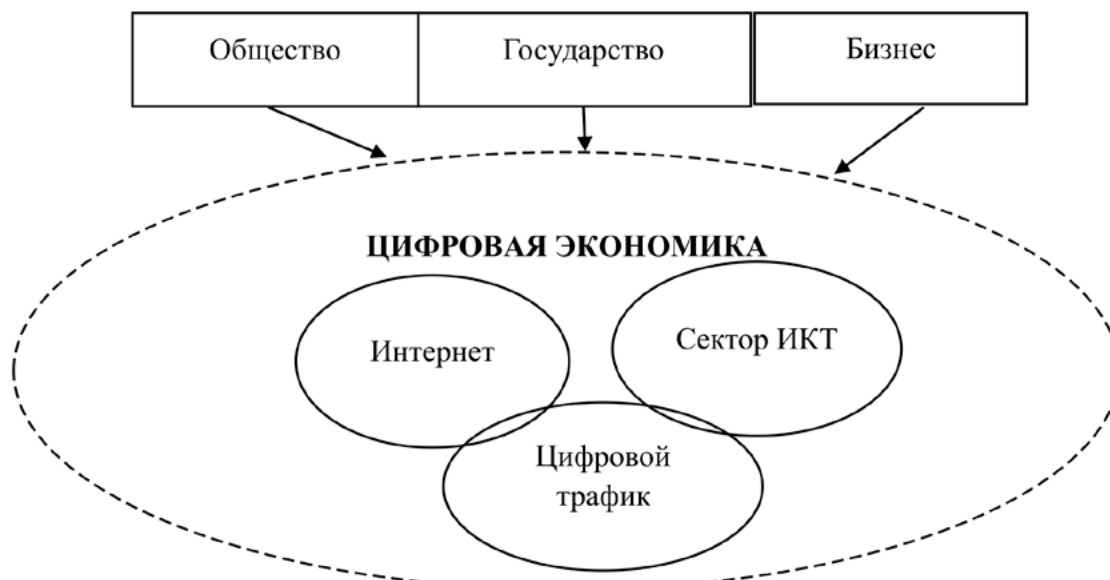 Общество
Государство
Бизнес
ЦИФРОВАЯ ЭКОНОМИКА
Интернет
Сектор ИКТ
Цифровой
трафик